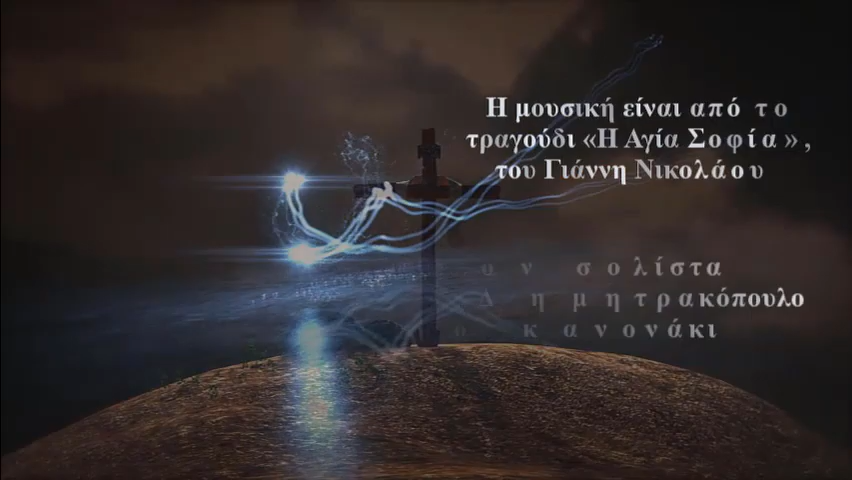 Η μουσική είναι από το
τραγούδι «Η Αγία Σοφία»,
του Γιάννη Νικολάου
σολίστα
Δημητρακόπουλο
κανονάκι